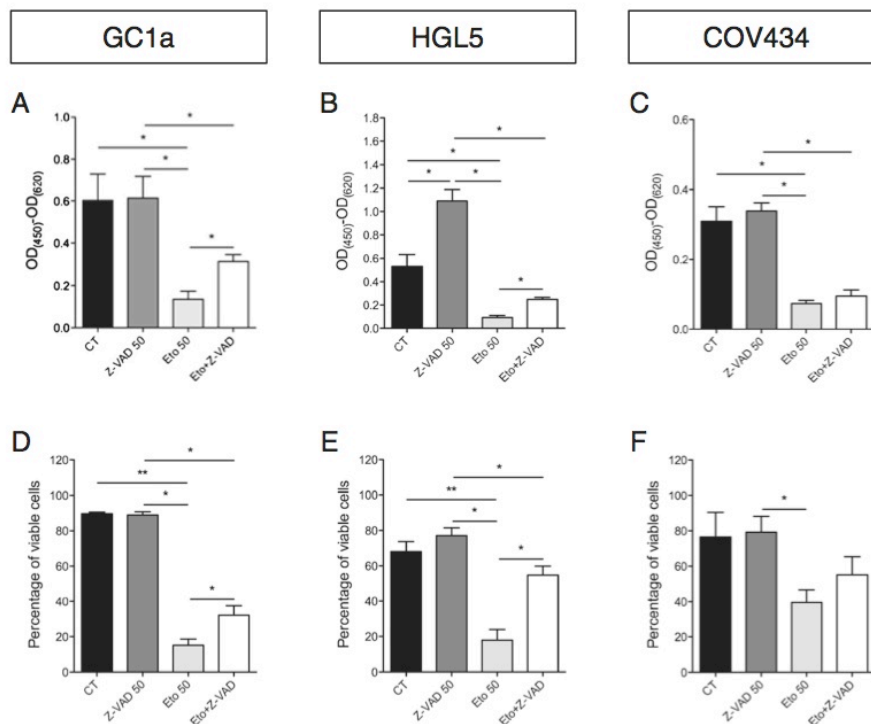 GC1a
HGL5
COV434
A
OD(450)-OD(620)
1.0
0.8
0.6
0.4
0.2
0.0
*
*
*
*
CT
Z-VAD 50
Eto 50
Eto+Z-VAD
B
OD(450)-OD(620)
1.8
1.6
1.4
1.2
1.0
0.8
0.6
0.4
0.2
0.0
*
*
*
*
*
CT
Z-VAD 50
Eto 50
Eto+Z-VAD
C
OD(450)-OD(620)
0.6
0.4
0.2
0.0
*
*
*
CT
Z-VAD 50
Eto 50
Eto+Z-VAD
D
Percentage of viable cells
120
100
80
60
40
20
0
*
**
*
*
CT
Z-VAD 50
Eto 50
Eto+Z-VAD
E
Percentage of viable cells
120
100
80
60
40
20
0
*
**
*
*
CT
Z-VAD 50
Eto 50
Eto+Z-VAD
F
Percentage of viable cells
120
100
80
60
40
20
0
*
CT
Z-VAD 50
Eto 50
Eto+Z-VAD